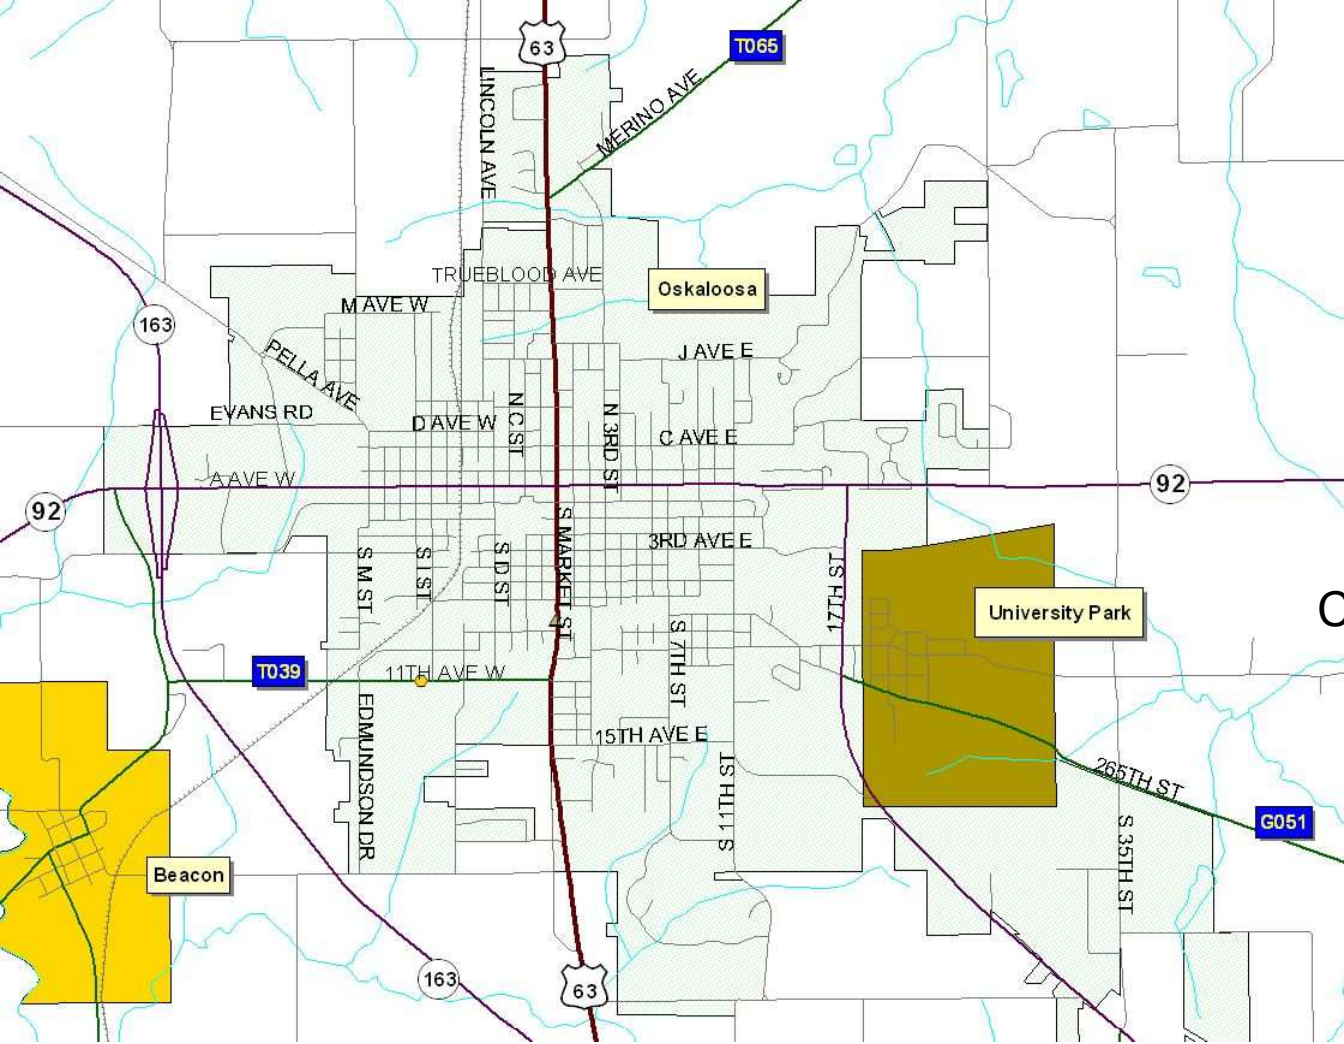 63
T065
LINCOLN AVE
MERINO AVE
TRUEBLOOD AVE
Oskaloosa
M AVE W
163
PELLA AVE
J AVE E
EVANS RD
D AVE W
N C ST
N 3RD ST
C AVE E
A AVE W
92
92
S MARKET ST
3RD AVE E
S M ST
S I ST
S D ST
17TH ST
University Park
C
S 7TH ST
T039
11TH AVE W
EDMUNDSON DR
15TH AVE E
S 11TH ST
265TH ST
G051
S 35TH ST
Beacon
163
63